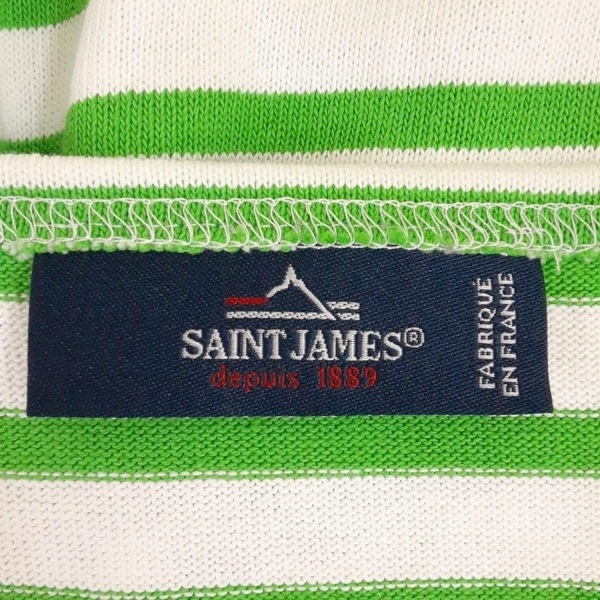 SAINT JAMES®
depuis 1889
FABRIQUÉ
EN FRANCE